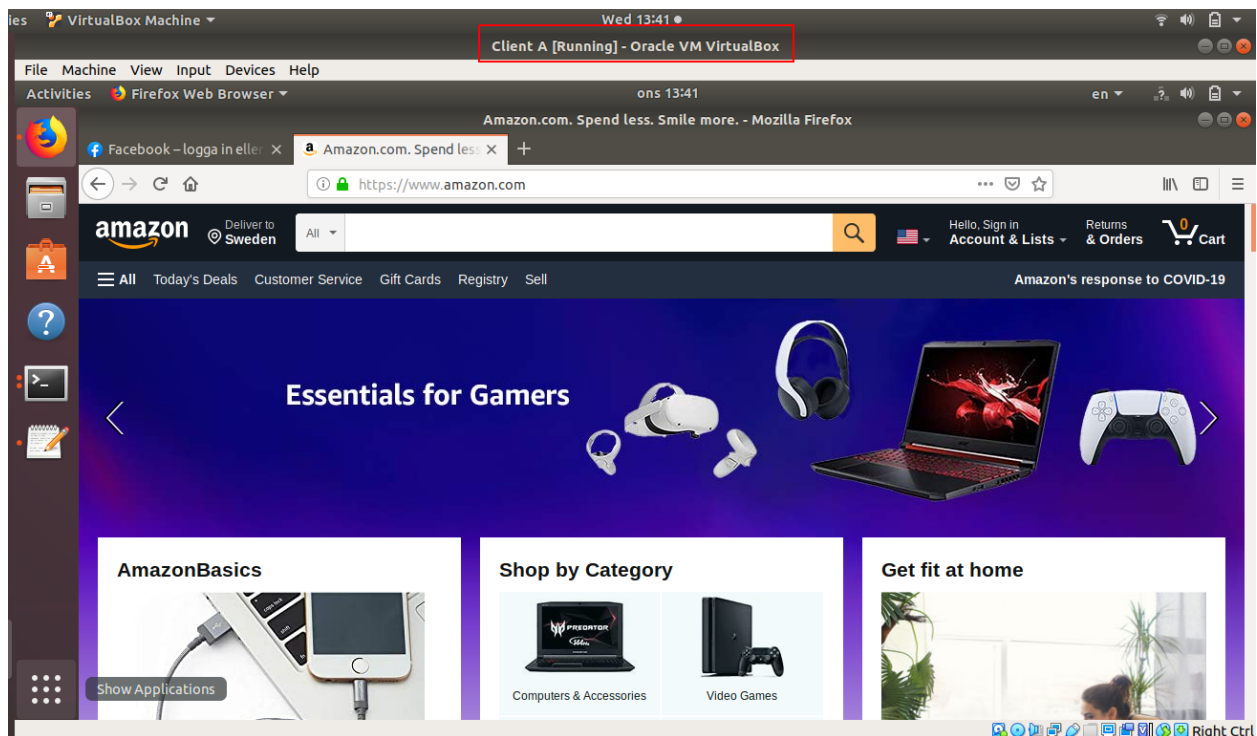 ies VirtualBox Machine Wed 13:41
Client A [Running] - Oracle VM VirtualBox
File Machine View Input Devices Help
Activities Firefox Web Browser ons 13:41 en
Amazon.com. Spend less. Smile more. - Mozilla Firefox
Facebook – logga in eller Amazon.com. Spend less
https://www.amazon.com
amazon Deliver to Sweden All Hello, Sign in Account & Lists Returns & Orders 0 Cart
All Today's Deals Customer Service Gift Cards Registry Sell Amazon's response to COVID-19
Essentials for Gamers
AmazonBasics Shop by Category Get fit at home
PREDATOR
Computers & Accessories Video Games
Show Applications
Right Ctrl